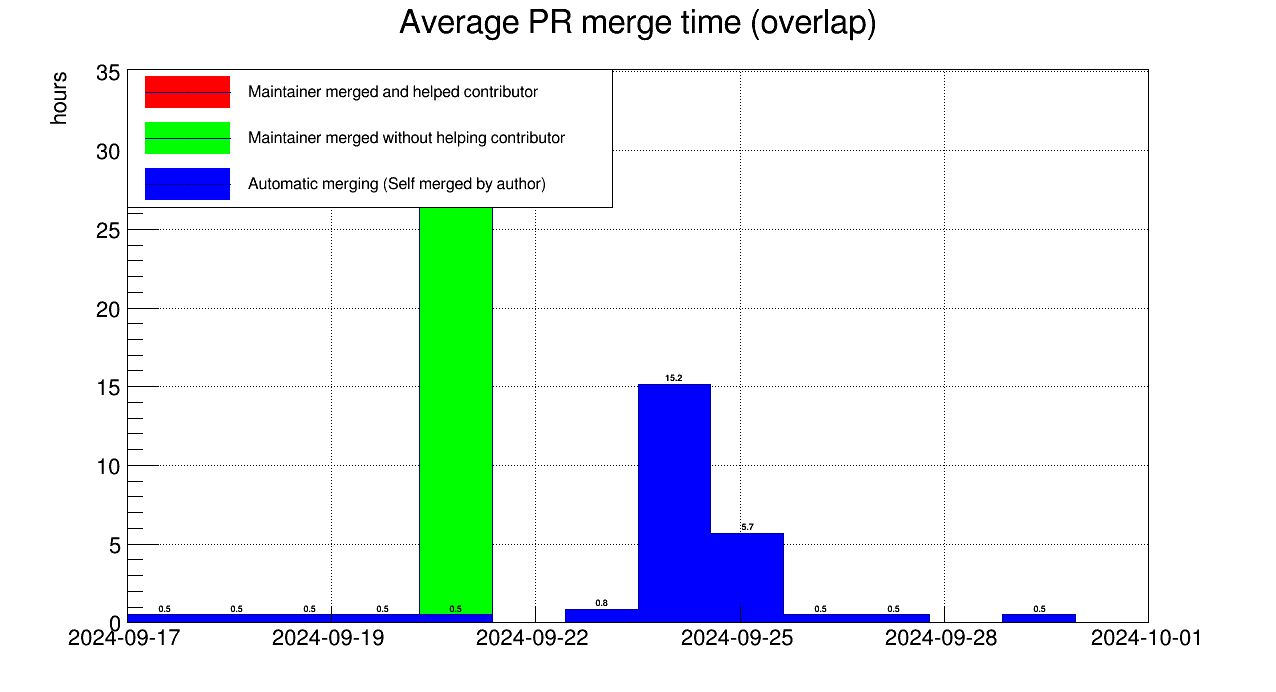 Average PR merge time (overlap)
hours
35
30
25
20
15
10
5
0
Maintainer merged and helped contributor
Maintainer merged without helping contributor
Automatic merging (Self merged by author)
0.5 0.5 0.5 0.5 0.5 0.8 15.2 5.7 0.5 0.5 0.5
2024-09-17 2024-09-19 2024-09-22 2024-09-25 2024-09-28 2024-10-01